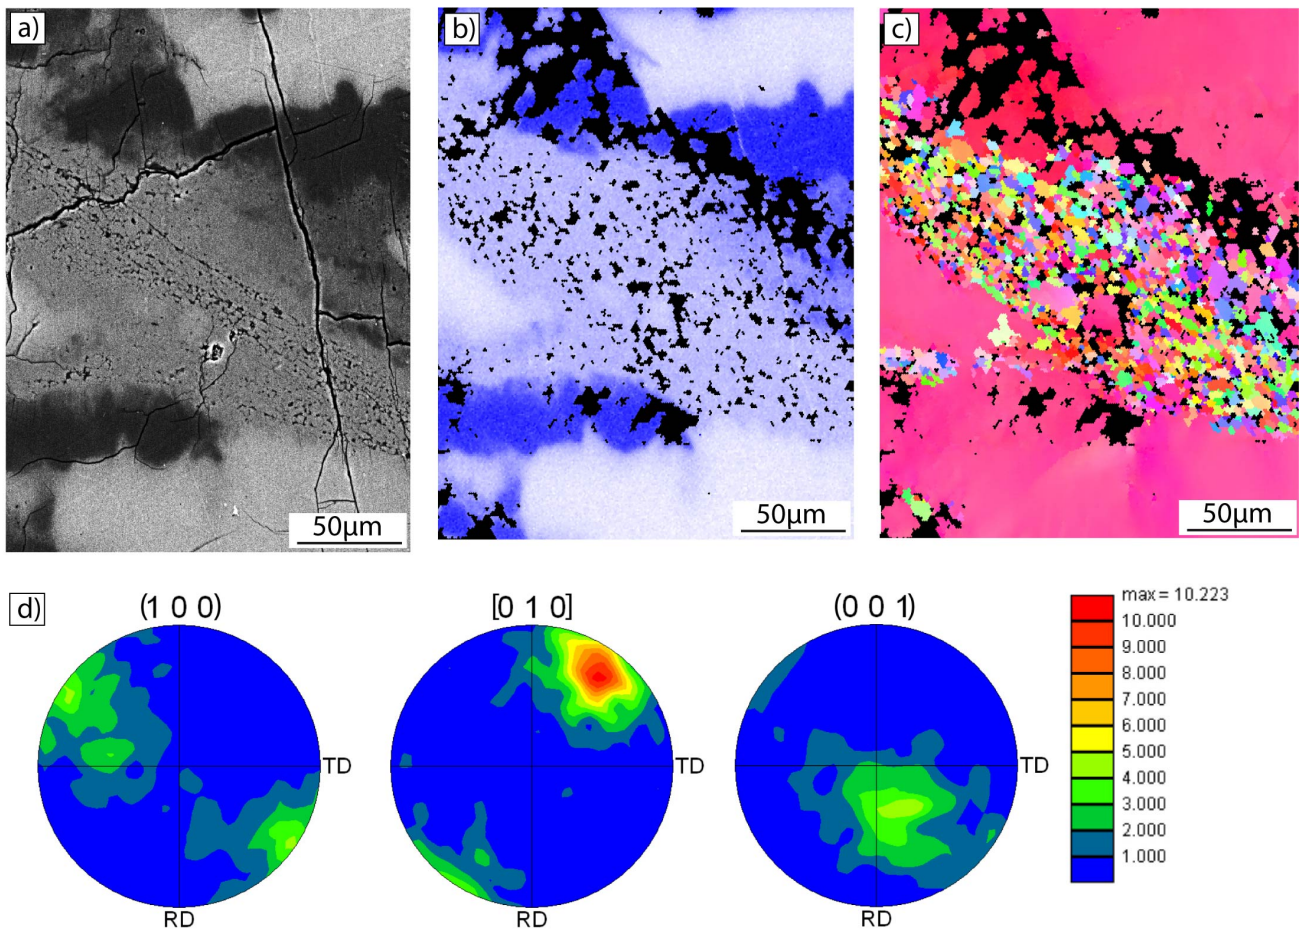 a)
b)
c)
50μm
50μm
50μm
d)
(1 0 0)
[0 1 0]
(0 0 1)
max = 10.223
10.000
9.000
8.000
7.000
6.000
5.000
4.000
3.000
2.000
1.000
TD
TD
TD
RD
RD
RD